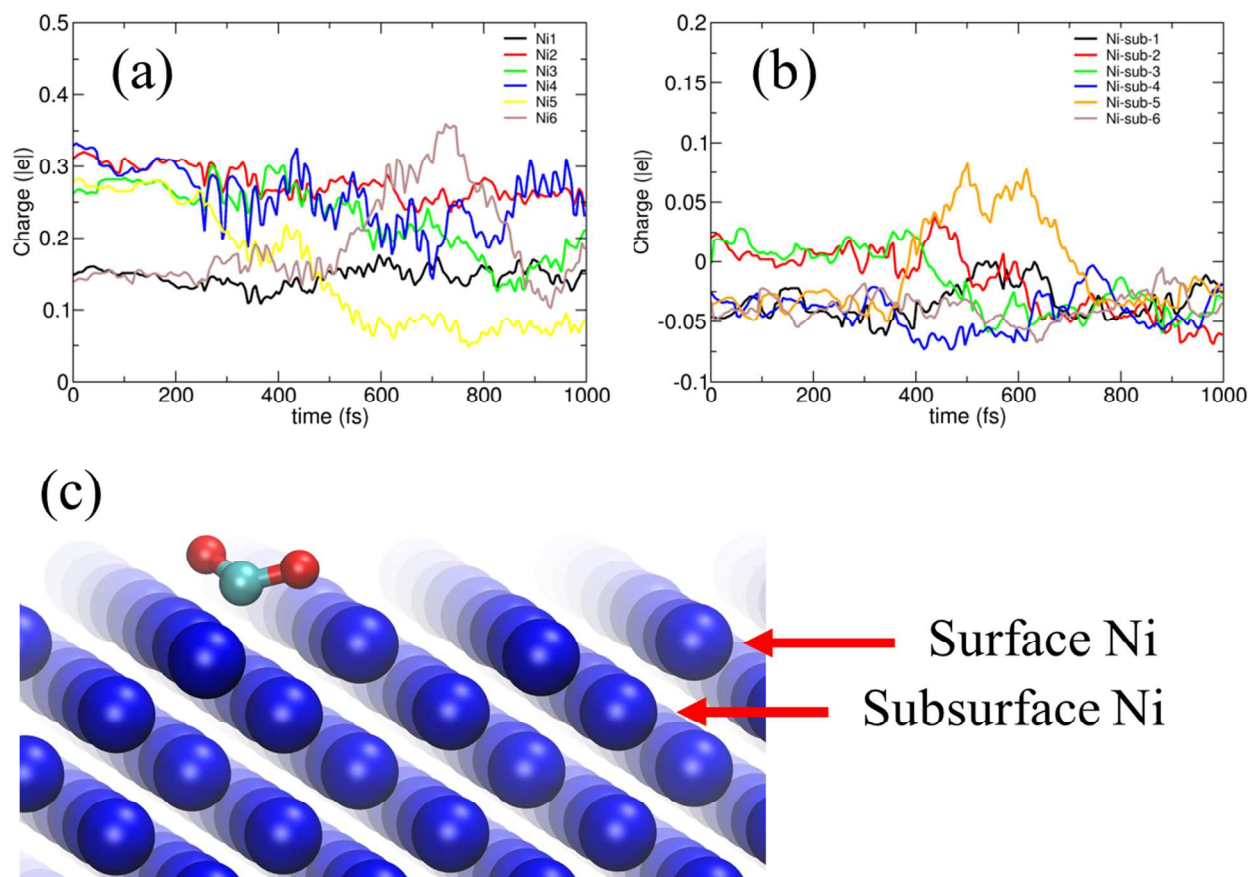 (a)
0.5
0.4
0.3
0.2
0.1
0
Charge (|e|)
0 200 400 600 800 1000
time (fs)
Ni1
Ni2
Ni3
Ni4
Ni5
Ni6
(b)
0.2
0.15
0.1
0.05
0
-0.05
-0.1
Charge (|e|)
0 200 400 600 800 1000
time (fs)
Ni-sub-1
Ni-sub-2
Ni-sub-3
Ni-sub-4
Ni-sub-5
Ni-sub-6
(c)
Surface Ni
Subsurface Ni